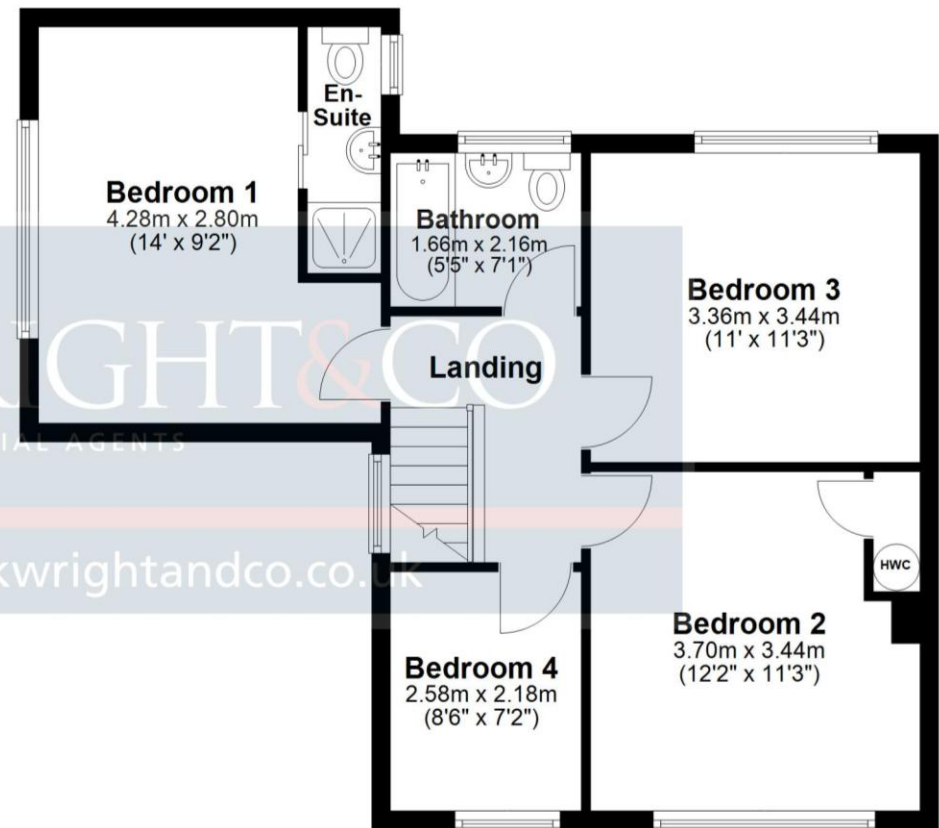 En-
Suite
Bedroom 1
4.28m x 2.80m
(14' x 9'2")
Bathroom
1.66m x 2.16m
(5'5" x 7'1")
Bedroom 3
3.36m x 3.44m
(11' x 11'3")
RIGHT&CO
Landing
IAL AGENTS
kwrightandco.co.uk
HWC
Bedroom 2
3.70m x 3.44m
(12'2" x 11'3")
Bedroom 4
2.58m x 2.18m
(8'6" x 7'2")